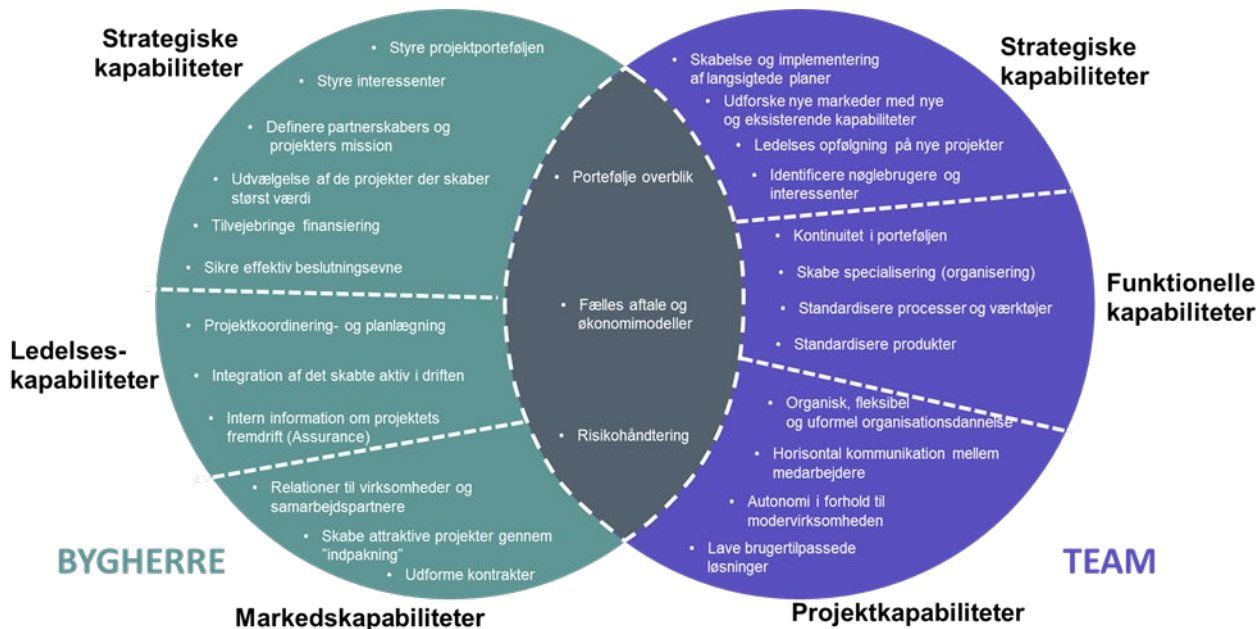 Strategiske
kapabiliteter
• Styre projektporteføljen
• Styre interessenter
• Definere partnerskabers og
projekters mission
• Udvælgelse af de projekter der skaber
størst værdi
• Tilvejebringe finansiering
• Sikre effektiv beslutningsevne
Ledelses-
kapabiliteter
• Projektkoordinering- og planlægning
• Integration af det skabte aktiv i driften
• Intern information om projektets
fremdrift (Assurance)
• Relationer til virksomheder og
samarbejdspartnere
• Skabe attraktive projekter gennem
"indpakning"
• Udforme kontrakter
BYGHERRE
Markedskapabiliteter
• Portefølje overblik
• Fælles aftale og
økonomimodeller
• Risikohåndtering
Strategiske
kapabiliteter
• Skabelse og implementering
af langsigtede planer
• Udforske nye markeder med nye
og eksisterende kapabiliteter
• Ledelses opfølgning på nye projekter
• Identificere nøglebrugere og
interessenter
Funktionelle
kapabiliteter
• Kontinuitet i porteføljen
• Skabe specialisering (organisering)
• Standardisere processer og værktøjer
• Standardisere produkter
• Organisk, fleksibel
og uformel organisationsdannelse
• Horisontal kommunikation mellem
medarbejdere
• Autonomi i forhold til
modervirksomheden
• Lave brugertilpassede
løsninger
TEAM
Projektkapabiliteter